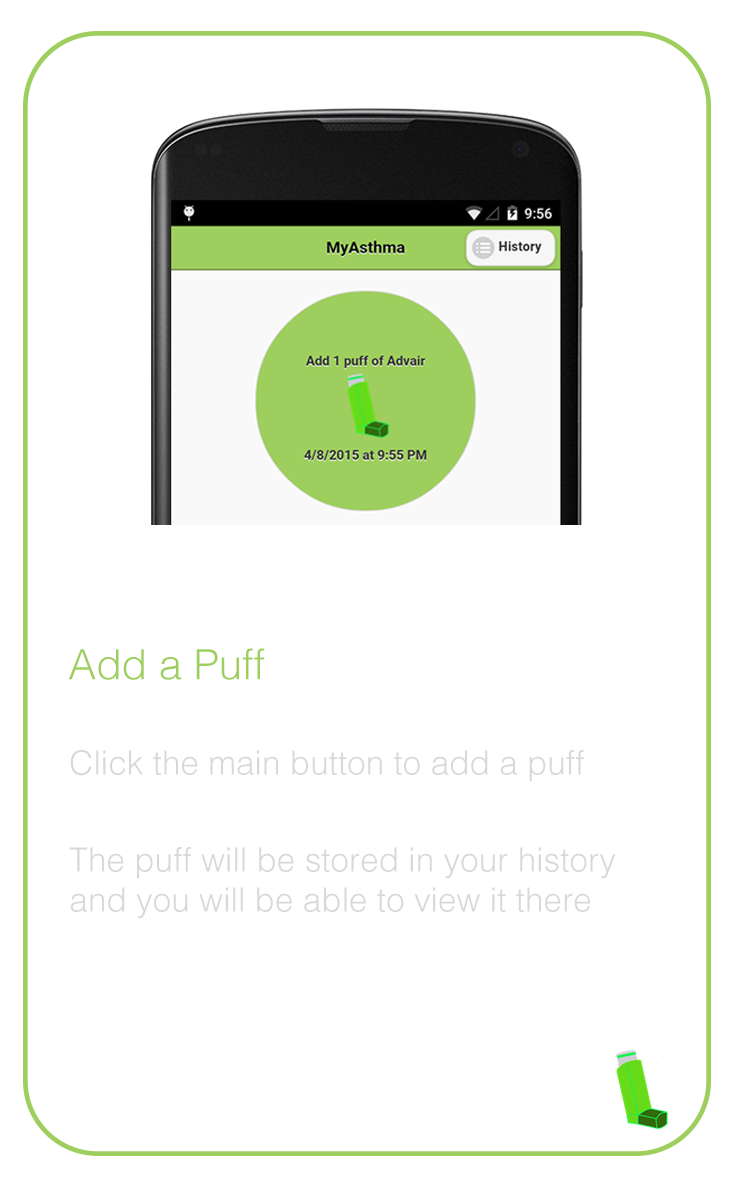 9:56
MyAsthma
History
Add 1 puff of Advair
4/8/2015 at 9:55 PM
Add a Puff
Click the main button to add a puff
The puff will be stored in your history
and you will be able to view it there